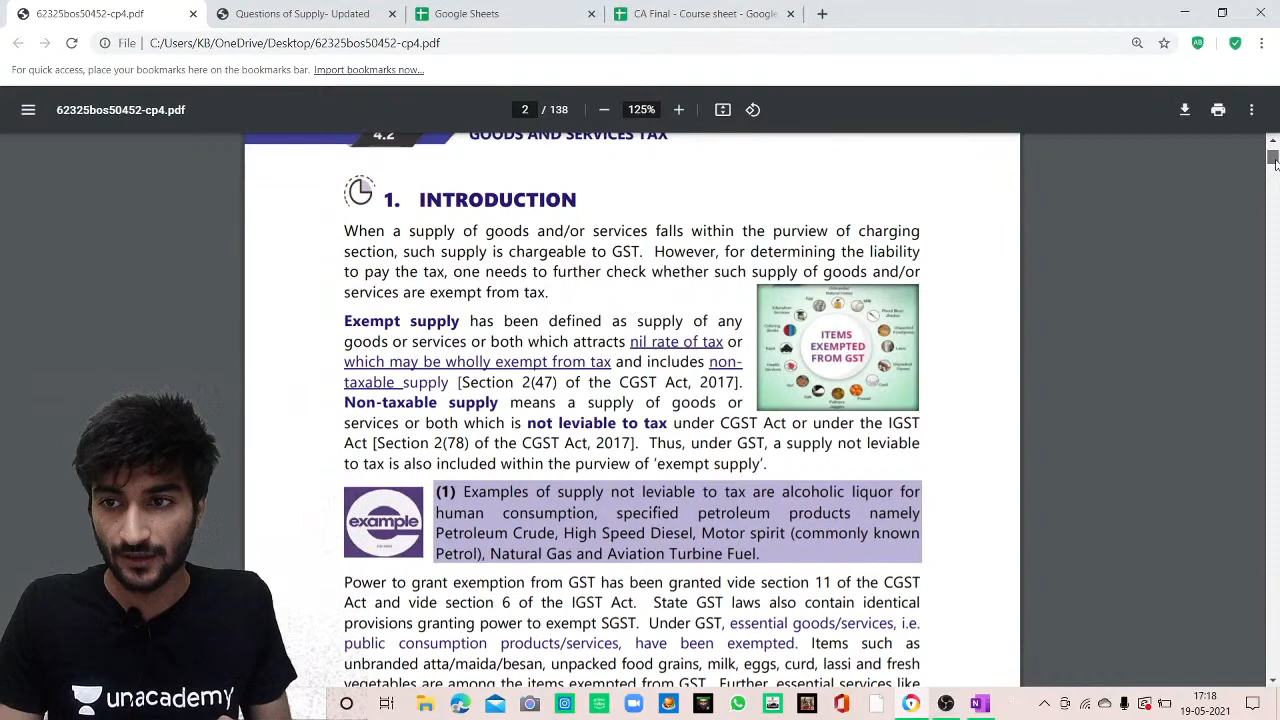 Questions of Supply- Updated
Google Sheets
CA Final - Course sheet - Google
62325bos50452-cp4.pdf
File
C:/Users/KB/OneDrive/Desktop/62325bos50452-cp4.pdf
For quick access, place your bookmarks here on the bookmarks bar. Import bookmarks now...
62325bos50452-cp4.pdf
2 / 138
125%
4.2 GOODS AND SERVICES TAX
1. INTRODUCTION
When a supply of goods and/or services falls within the purview of charging
section, such supply is chargeable to GST. However, for determining the liability
to pay the tax, one needs to further check whether such supply of goods and/or
services are exempt from tax.
Exempt supply has been defined as supply of any
goods or services or both which attracts nil rate of tax or
which may be wholly exempt from tax and includes non-
taxable supply [Section 2(47) of the CGST Act, 2017].
Non-taxable supply means a supply of goods or
services or both which is not leviable to tax under CGST Act or under the IGST
Act [Section 2(78) of the CGST Act, 2017]. Thus, under GST, a supply not leviable
to tax is also included within the purview of 'exempt supply'.
ITEMS
EXEMPTED
FROM GST
example
(1) Examples of supply not leviable to tax are alcoholic liquor for
human consumption, specified petroleum products namely
Petroleum Crude, High Speed Diesel, Motor spirit (commonly known
Petrol), Natural Gas and Aviation Turbine Fuel.
Power to grant exemption from GST has been granted vide section 11 of the CGST
Act and vide section 6 of the IGST Act. State GST laws also contain identical
provisions granting power to exempt SGST. Under GST, essential goods/services, i.e.
public consumption products/services, have been exempted. Items such as
unbranded atta/maida/besan, unpacked food grains, milk, eggs, curd, lassi and fresh
vegetables are among the items exempted from GST. Further, essential services like
unacademy
17:18
19-05-2021